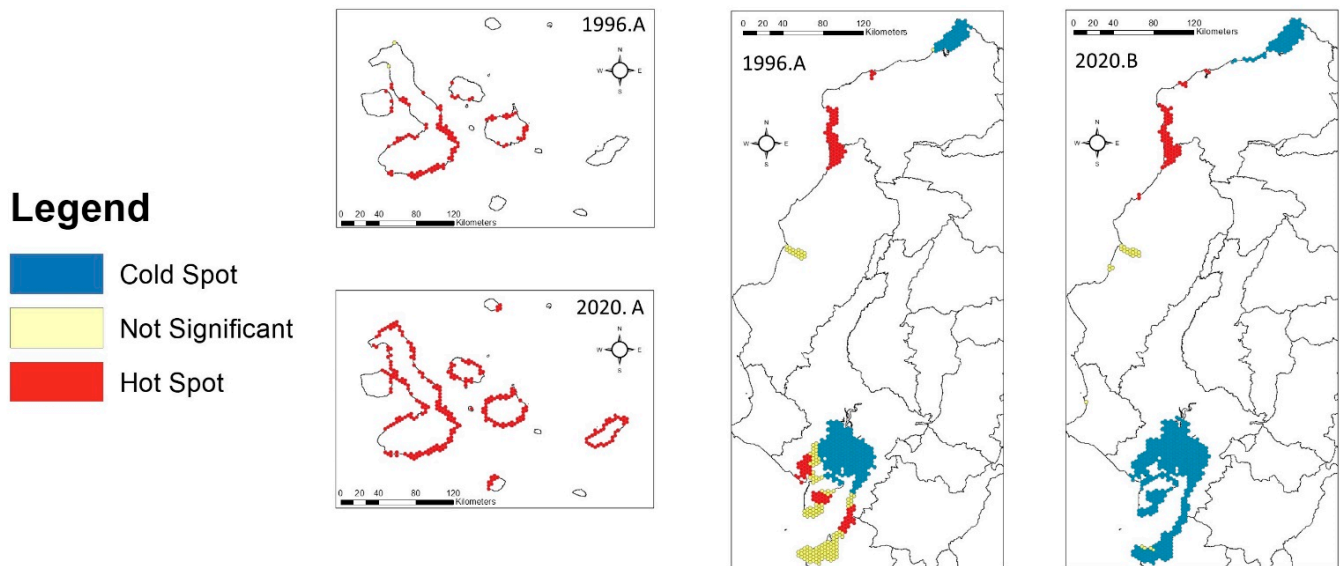 Legend
Cold Spot
Not Significant
Hot Spot
1996.A
N
W E
S
0 20 40 80 120
Kilometers
2020. A
N
W E
S
0 20 40 80 120
Kilometers
0 20 40 80 120
Kilometers
1996.A
N
W E
S
0 20 40 80 120
Kilometers
2020.B
N
W E
S